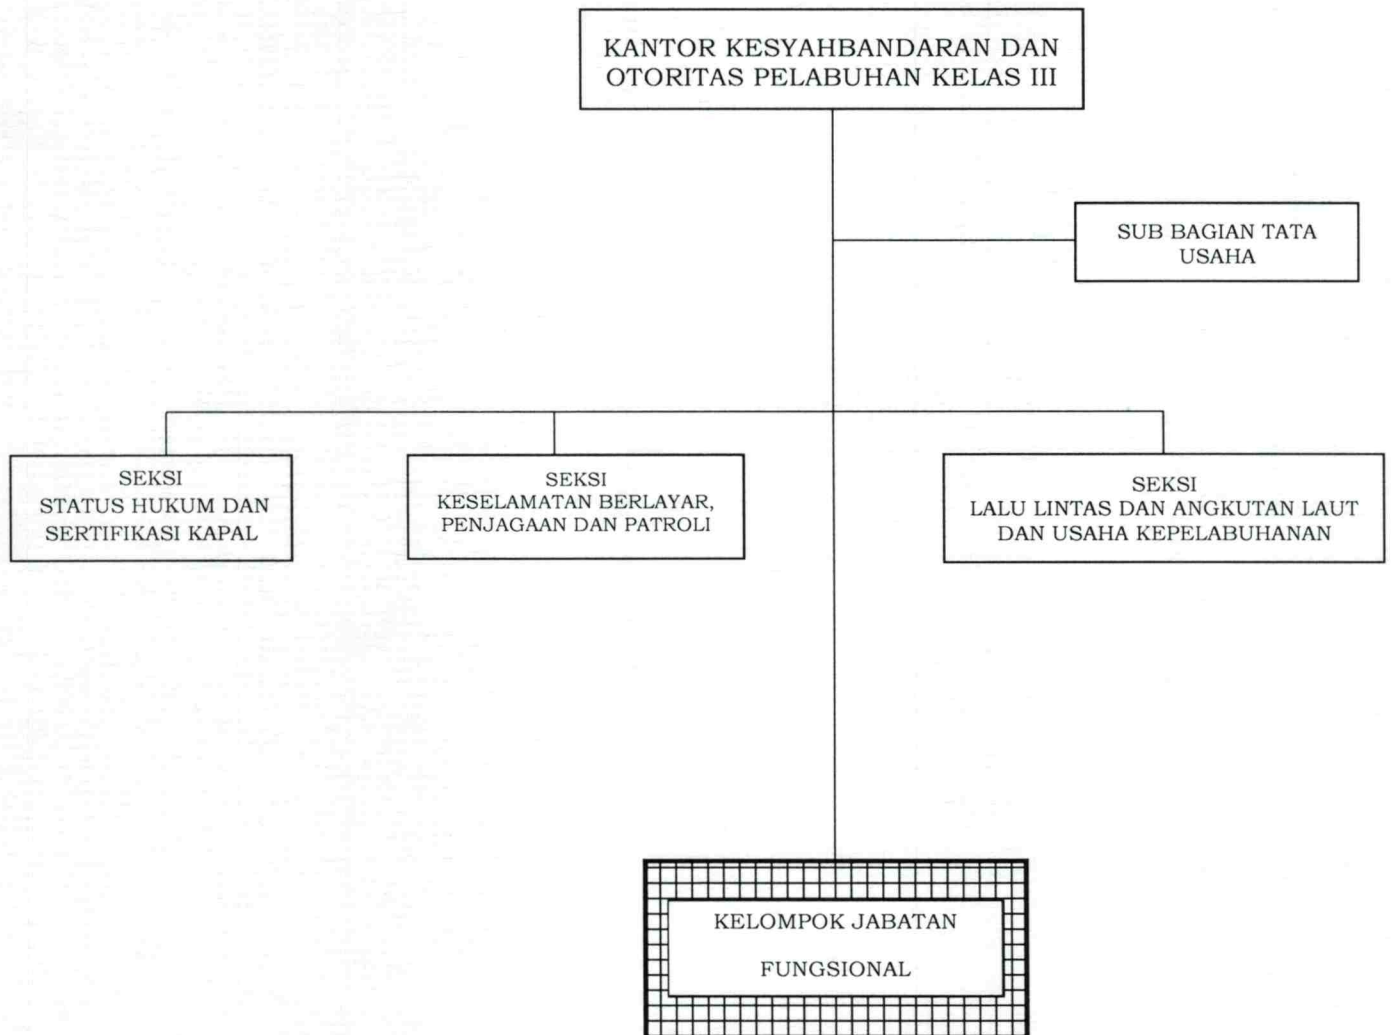 KANTOR KESYAHBANDARAN DAN
OTORITAS PELABUHAN KELAS III
SUB BAGIAN TATA
USAHA
SEKSI
STATUS HUKUM DAN
SERTIFIKASI KAPAL
SEKSI
KESELAMATAN BERLAYAR,
PENJAGAAN DAN PATROLI
SEKSI
LALU LINTAS DAN ANGKUTAN LAUT
DAN USAHA KEPELABUHANAN
KELOMPOK JABATAN
FUNGSIONAL